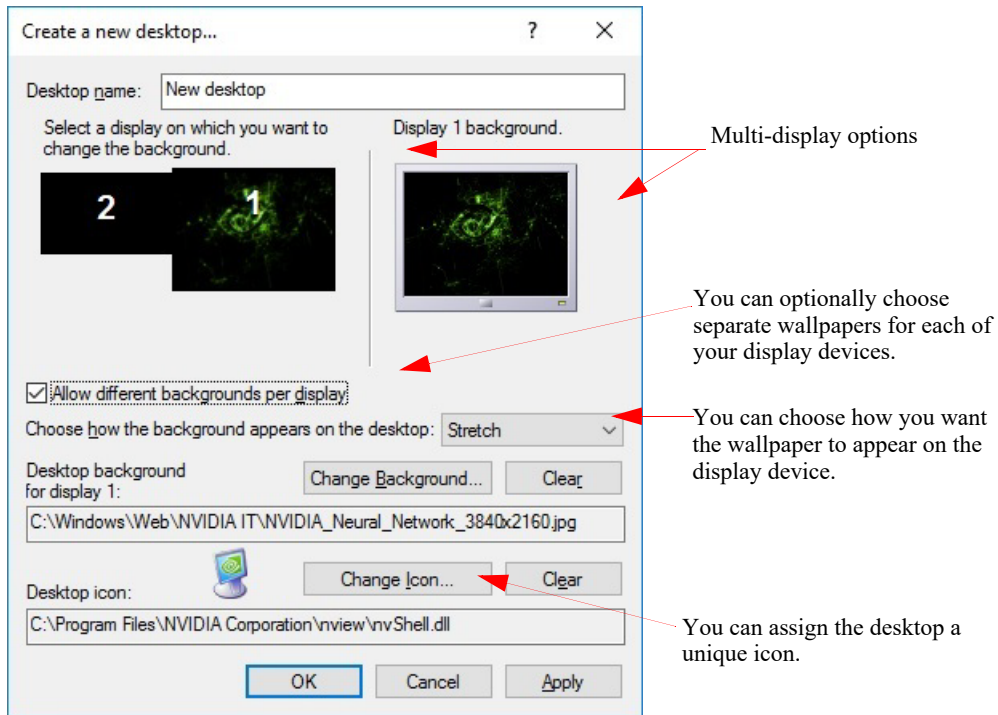 Create a new desktop...
?
Desktop name:
New desktop
Select a display on which you want to
change the background.
Display 1 background.
Multi-display options
2
1
You can optionally choose
separate wallpapers for each of
your display devices.
Allow different backgrounds per display
Choose how the background appears on the desktop:
Stretch
You can choose how you want
the wallpaper to appear on the
display device.
Desktop background
for display 1:
Change Background...
Clear
C:\Windows\Web\NVIDIA IT\NVIDIA_Neural_Network_3840x2160.jpg
Desktop icon:
Change Icon...
Clear
C:\Program Files\NVIDIA Corporation\nview\nvShell.dll
You can assign the desktop a
unique icon.
OK
Cancel
Apply